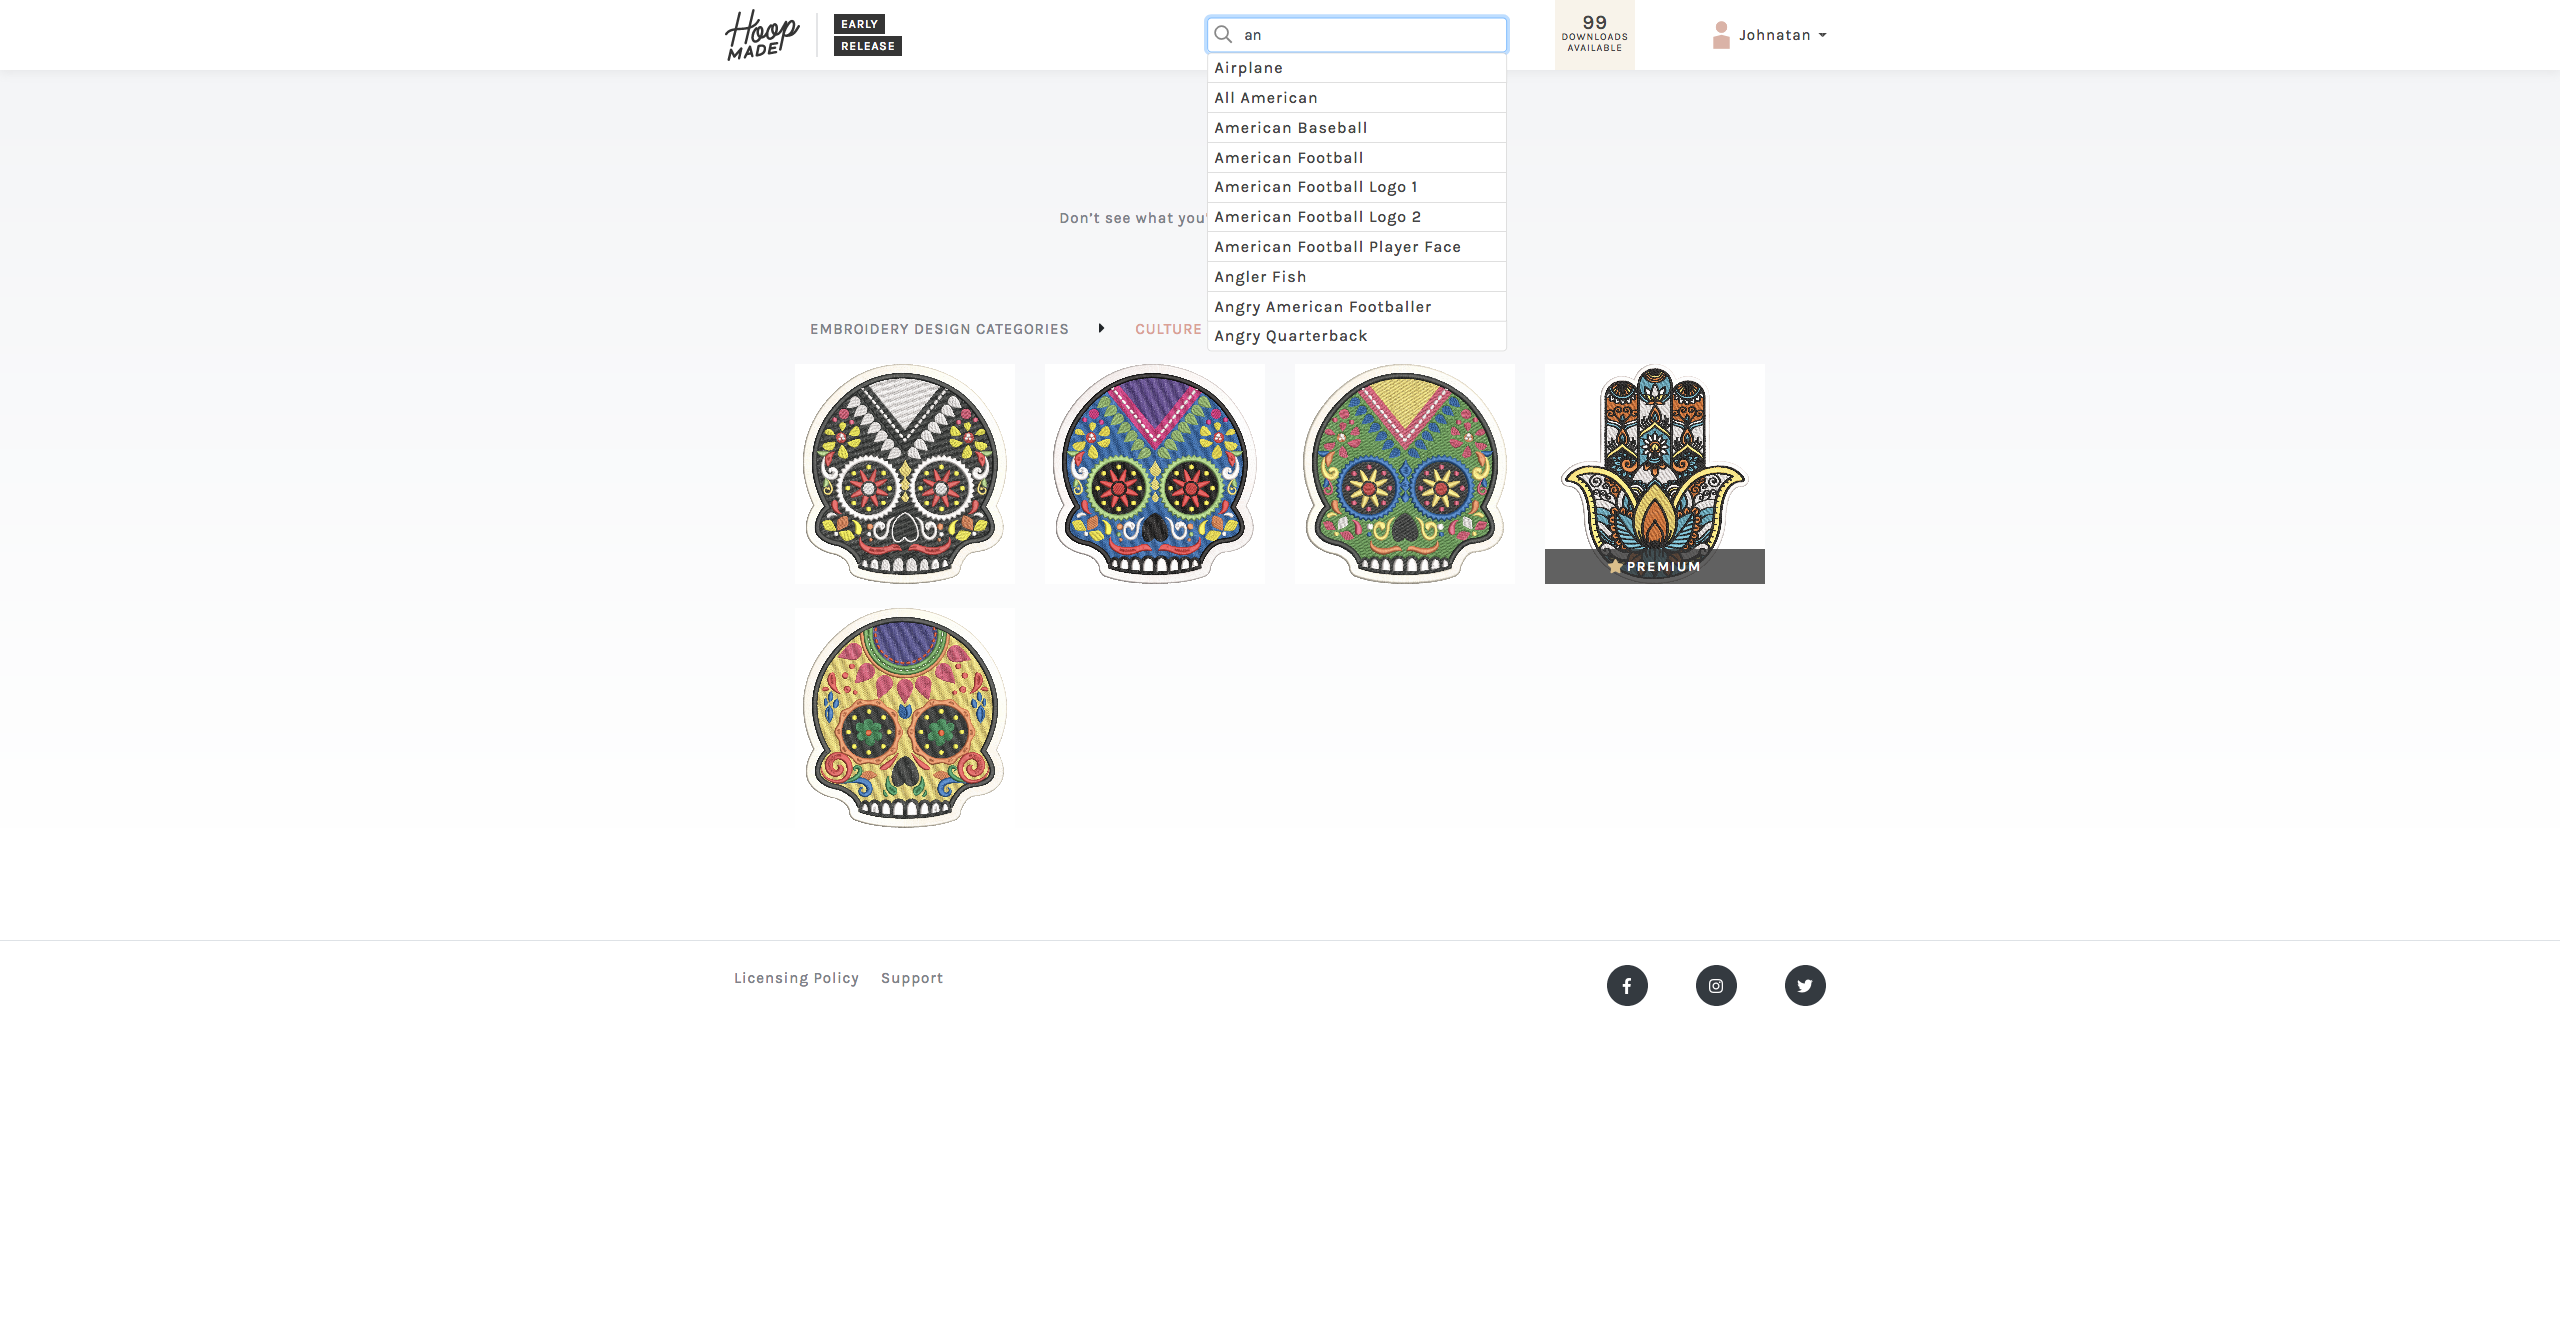 Hoop
MADE
EARLY
RELEASE
an
99
DOWNLOADS
AVAILABLE
Johnatan
Airplane
All American
American Baseball
American Football
American Football Logo 1
American Football Logo 2
American Football Player Face
Angler Fish
Angry American Footballer
Angry Quarterback
Don't see what you'
EMBROIDERY DESIGN CATEGORIES
CULTURE
PREMIUM
Licensing Policy
Support